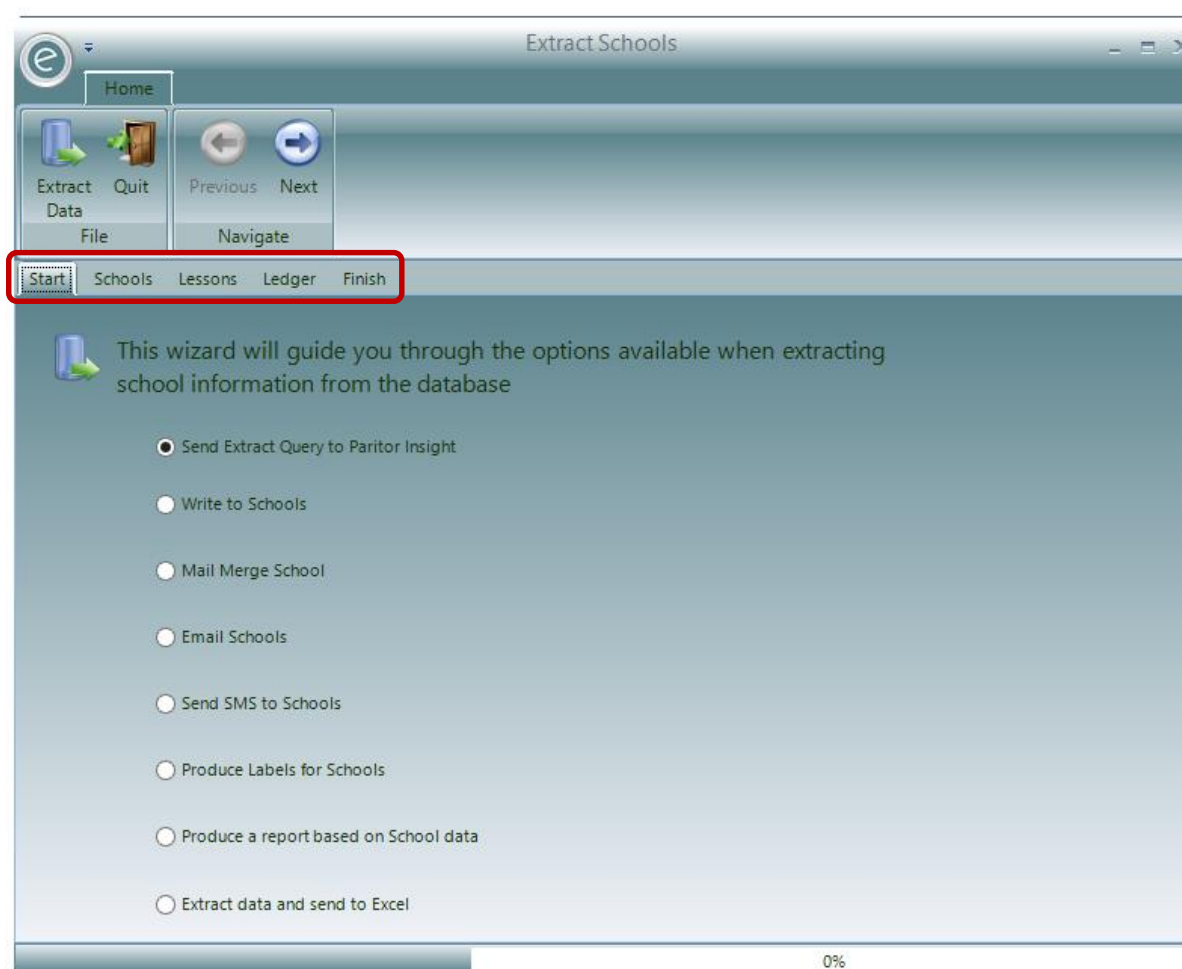 Extract Schools
Home
Extract Data
Quit
Previous
Next
File
Navigate
Start Schools Lessons Ledger Finish
This wizard will guide you through the options available when extracting
school information from the database
Send Extract Query to Paritor Insight
Write to Schools
Mail Merge School
Email Schools
Send SMS to Schools
Produce Labels for Schools
Produce a report based on School data
Extract data and send to Excel
0%